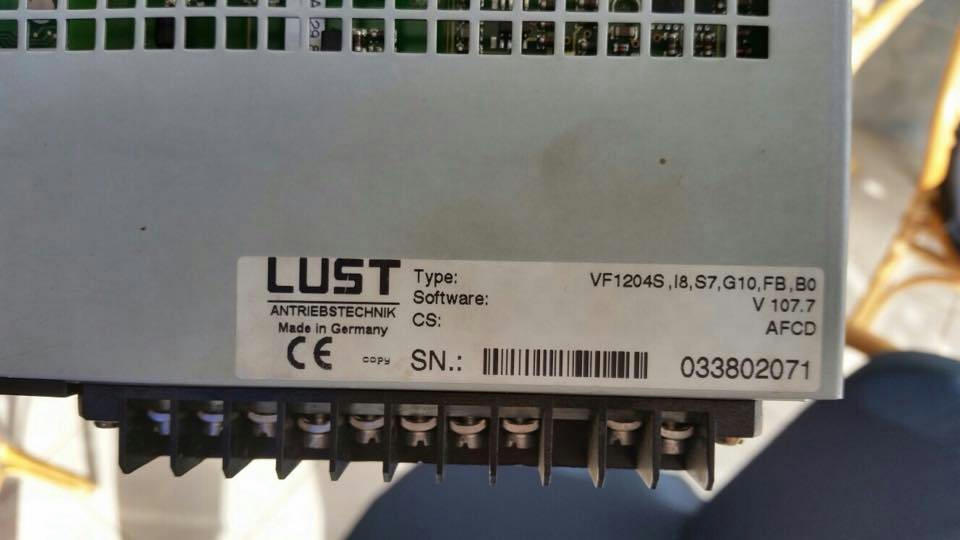 LUST
ANTRIEBSTECHNIK
Made in Germany
CE
copy
Type: VF1204S,I8,S7,G10,FB,B0
Software: V 107.7
CS: AFCD
SN.: 033802071